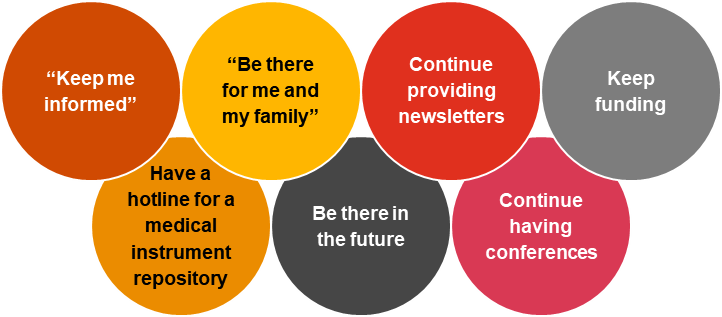 “Keep me
informed”
“Be there
for me and
my family”
Continue
providing
newsletters
Keep
funding
Have a
hotline for a
medical
instrument
repository
Be there in
the future
Continue
having
conferences